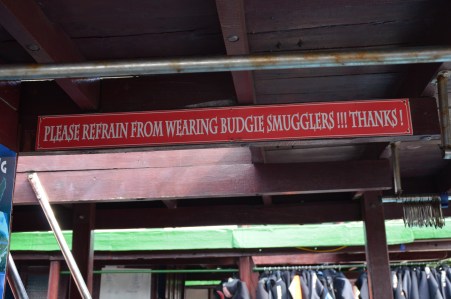 PLEASE REFRAIN FROM WEARING BUDGIE SMUGGLERS !!! THANKS !